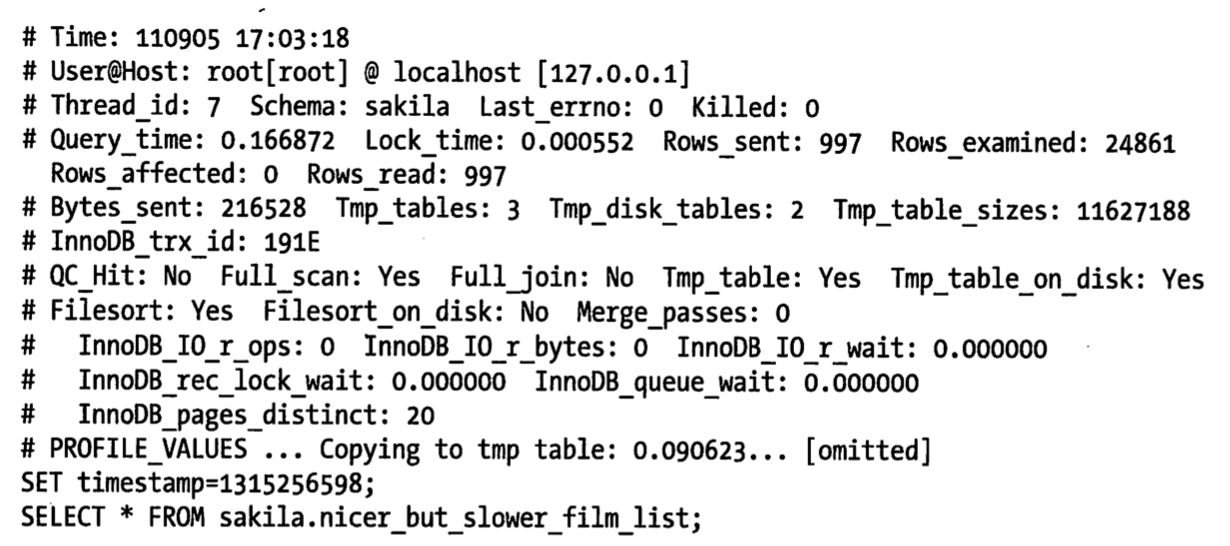 # Time: 110905 17:03:18
# User@Host: root[root] @ localhost [127.0.0.1]
# Thread_id: 7  Schema: sakila  Last_errno: 0  Killed: 0
# Query_time: 0.166872  Lock_time: 0.000552  Rows_sent: 997  Rows_examined: 24861
  Rows_affected: 0  Rows_read: 997
# Bytes_sent: 216528  Tmp_tables: 3  Tmp_disk_tables: 2  Tmp_table_sizes: 11627188
# InnoDB_trx_id: 191E
# QC_Hit: No  Full_scan: Yes  Full_join: No  Tmp_table: Yes  Tmp_table_on_disk: Yes
# Filesort: Yes  Filesort_on_disk: No  Merge_passes: 0
#   InnoDB_IO_r_ops: 0  InnoDB_IO_r_bytes: 0  InnoDB_IO_r_wait: 0.000000
#   InnoDB_rec_lock_wait: 0.000000  InnoDB_queue_wait: 0.000000
#   InnoDB_pages_distinct: 20
# PROFILE_VALUES ... Copying to tmp table: 0.090623... [omitted]
SET timestamp=1315256598;
SELECT * FROM sakila.nicer_but_slower_film_list;